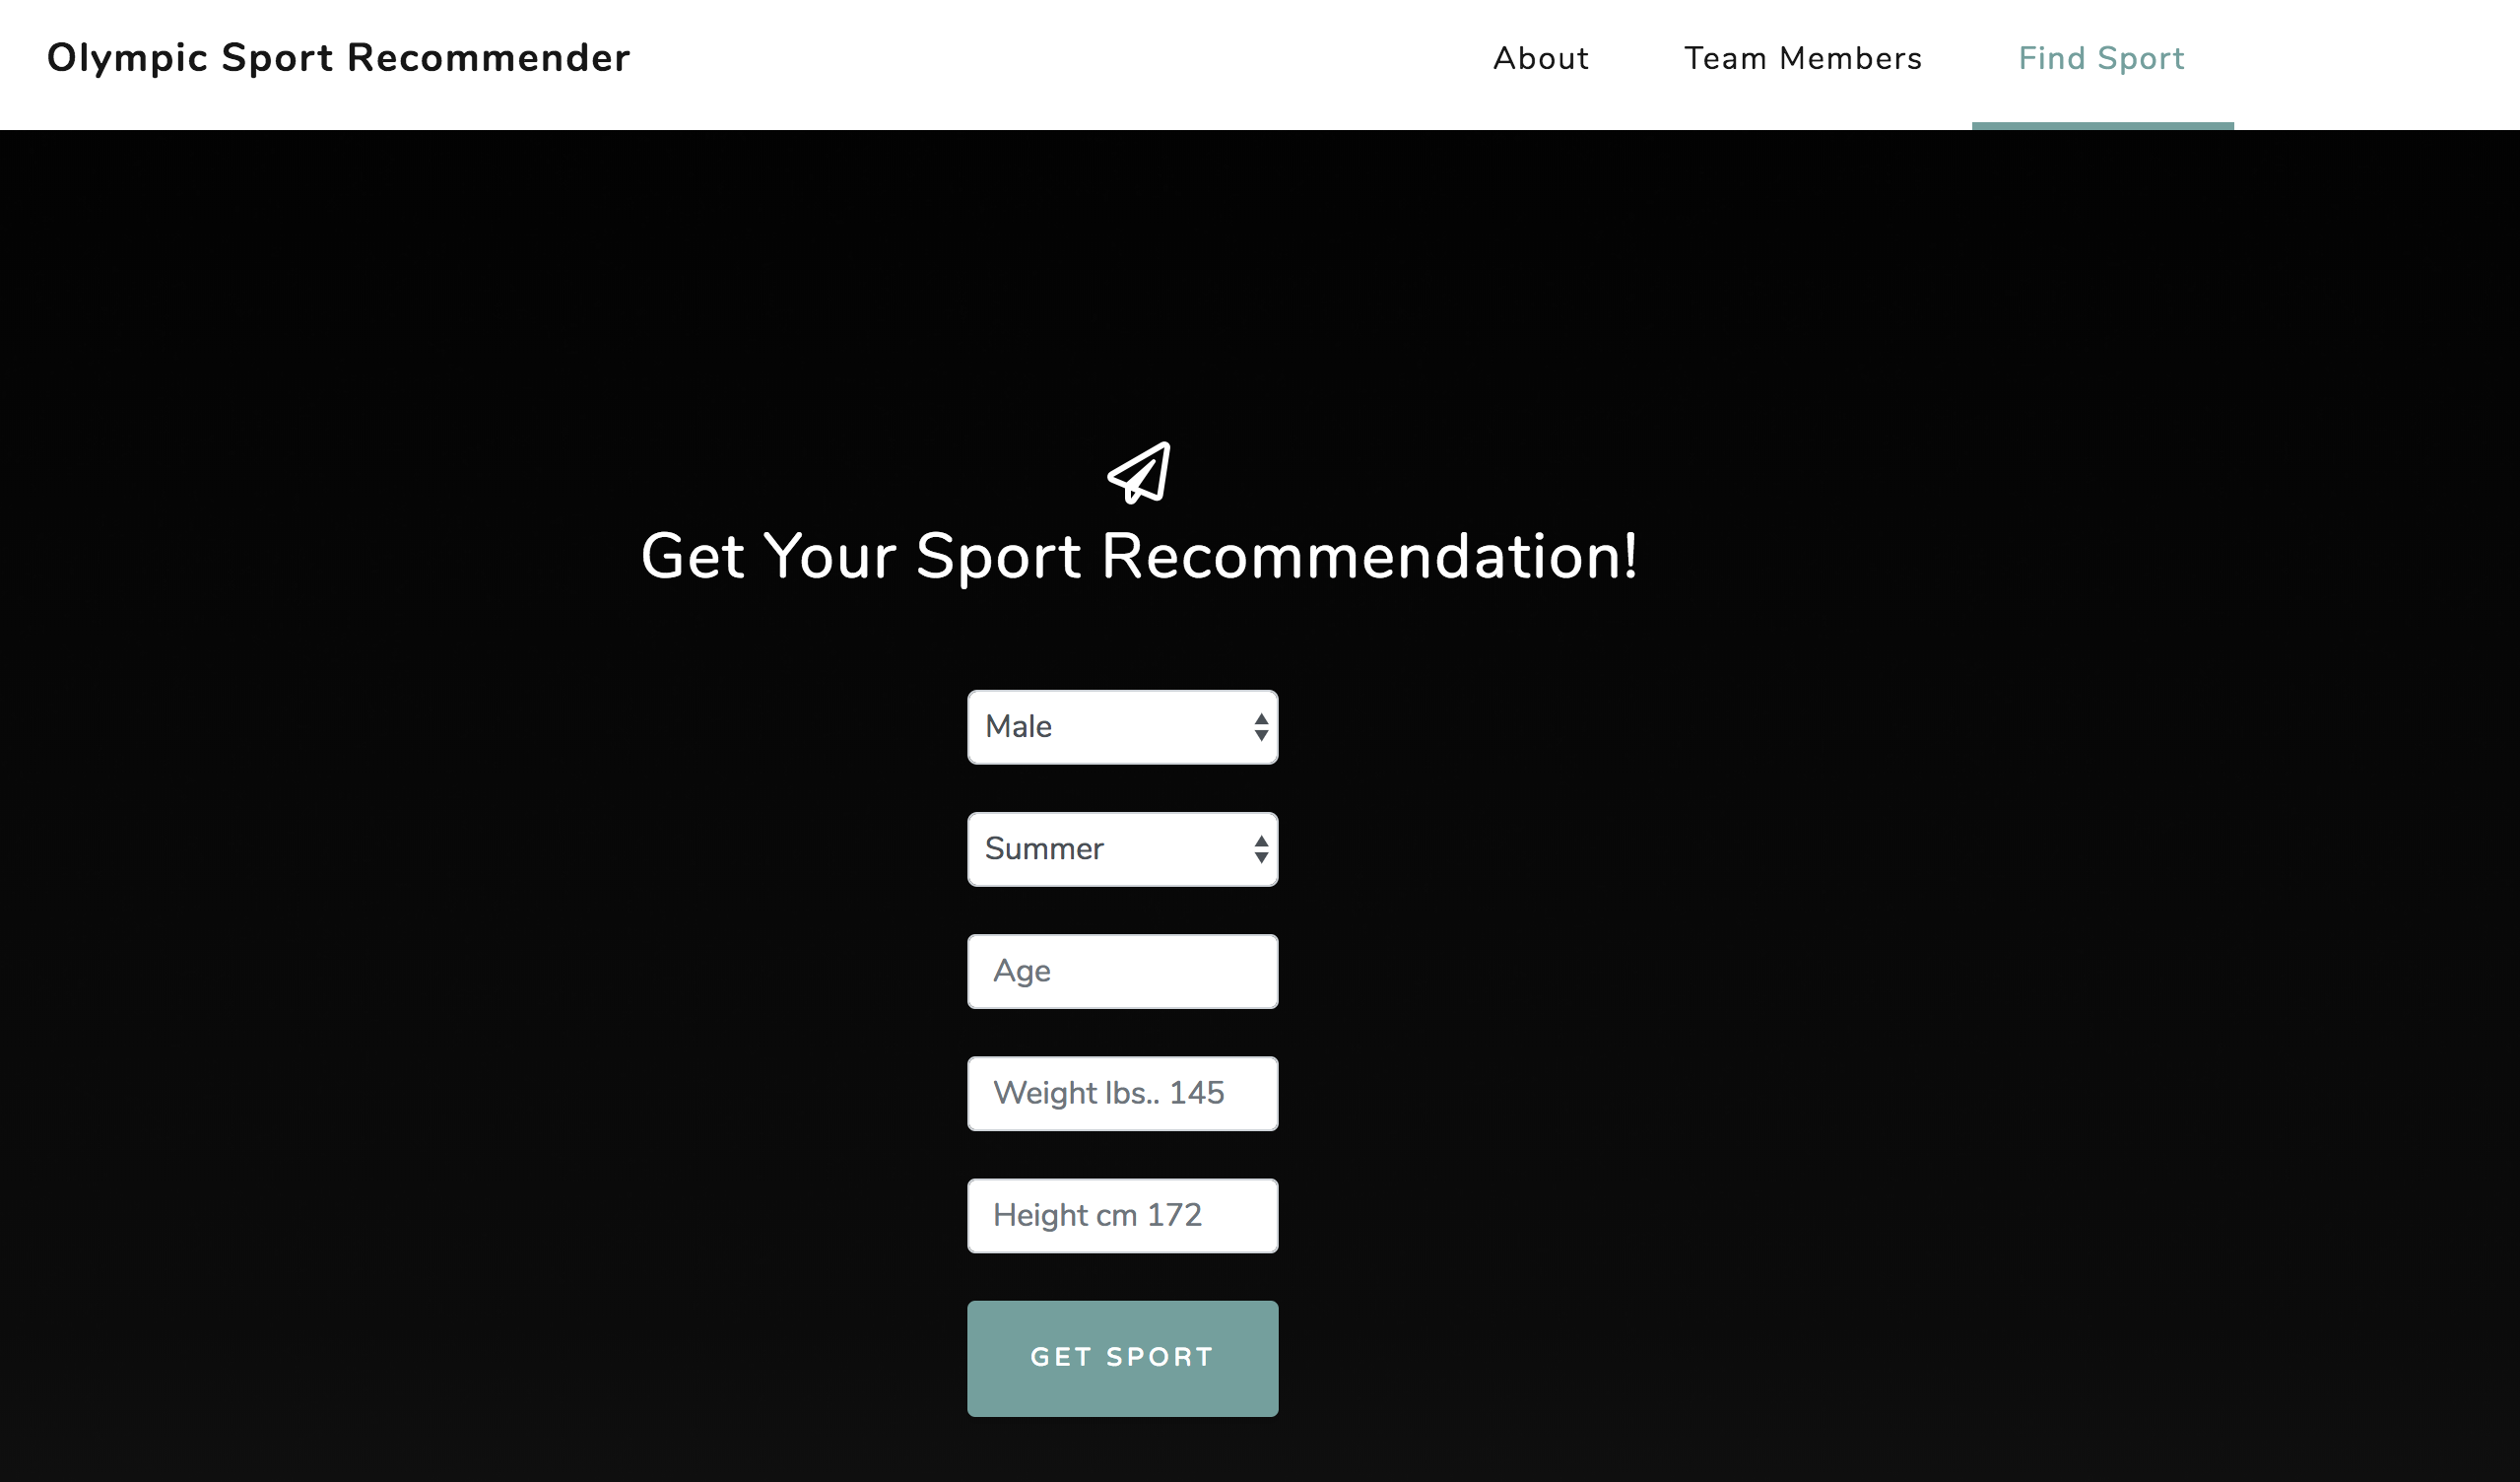 Olympic Sport Recommender
About
Team Members
Find Sport
Get Your Sport Recommendation!
Male
Summer
Age
Weight lbs.. 145
Height cm 172
GET SPORT